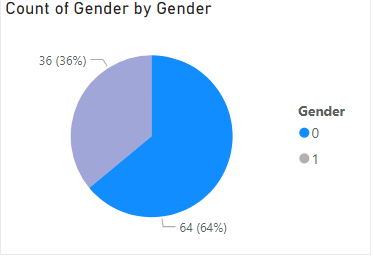 Count of Gender by Gender
36 (36%)
Gender
0
1
64 (64%)